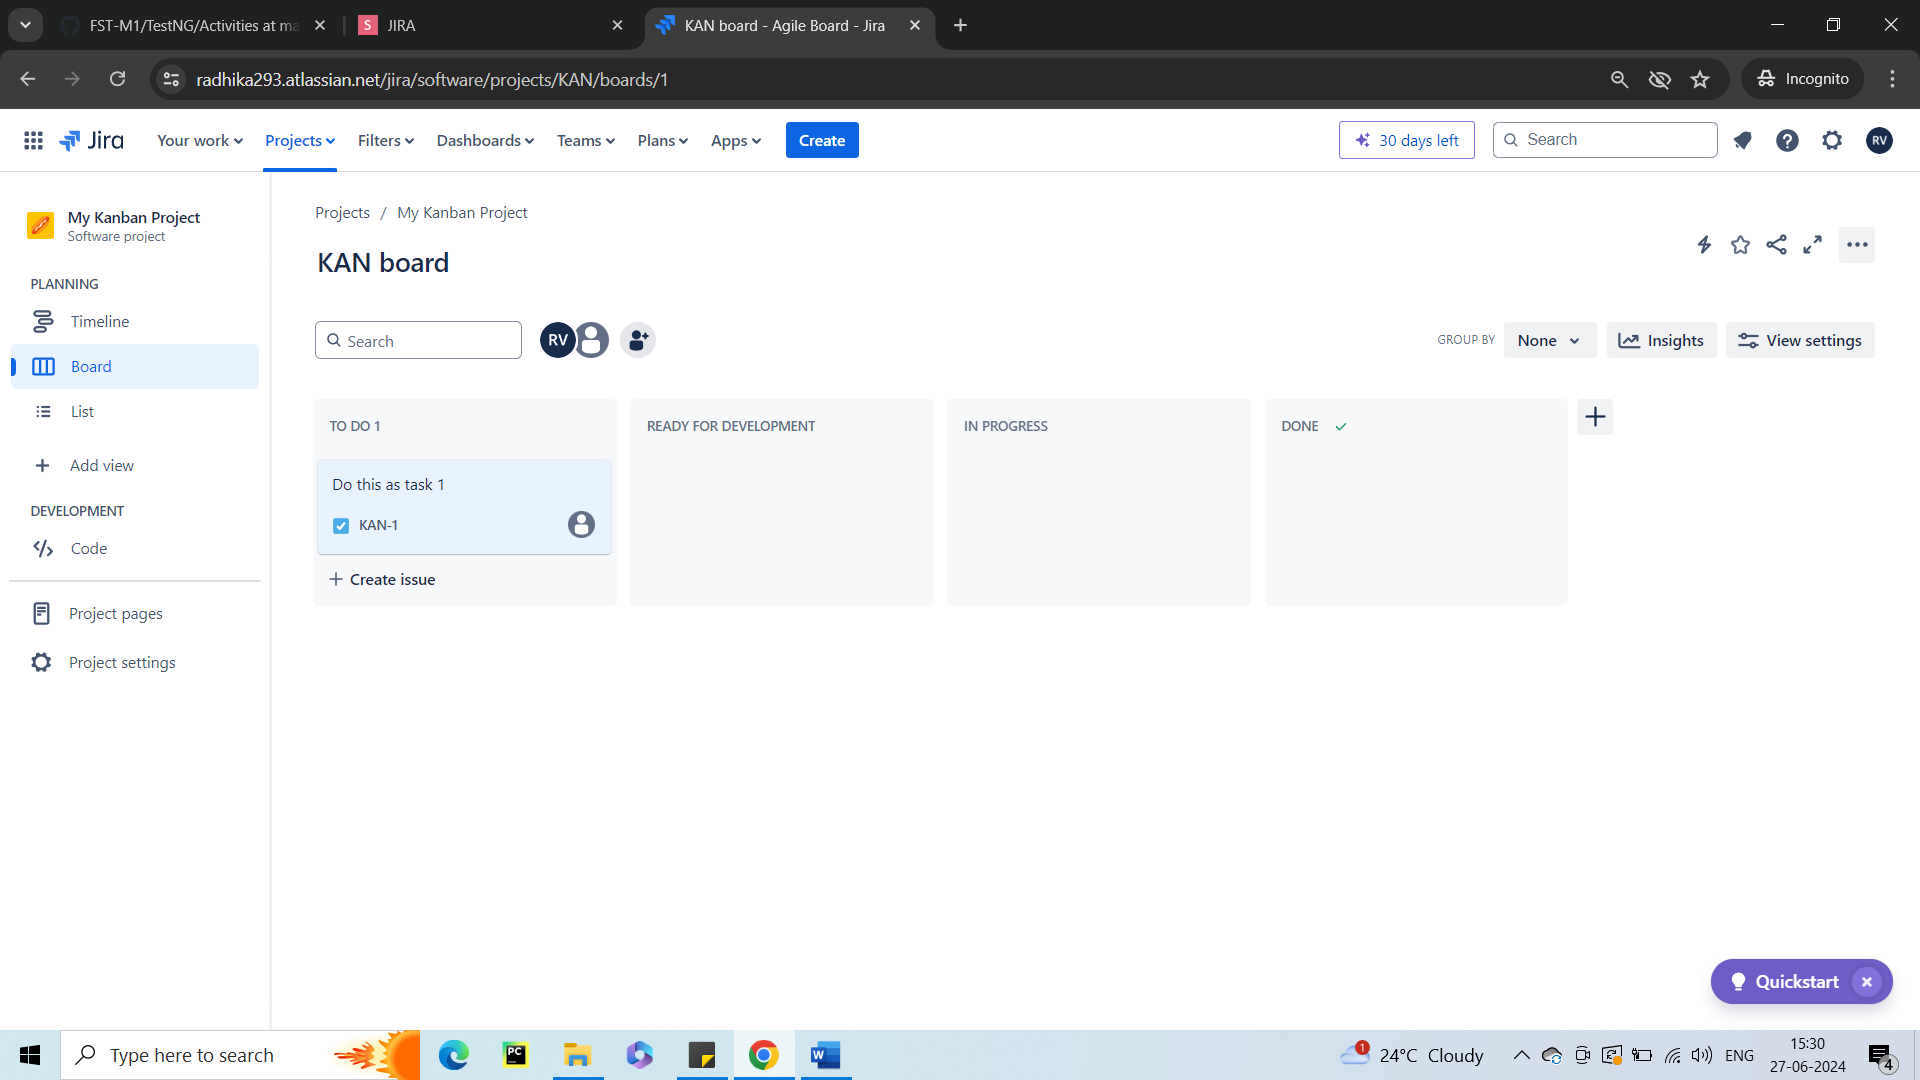 FST-M1/TestNG/Activities at ma
S JIRA
KAN board - Agile Board - Jira
radhika293.atlassian.net/jira/software/projects/KAN/boards/1
Incognito
Jira
Your work
Projects
Filters
Dashboards
Teams
Plans
Apps
Create
30 days left
Search
RV
My Kanban Project
Software project
PLANNING
Timeline
Board
List
Add view
DEVELOPMENT
Code
Project pages
Project settings
Projects / My Kanban Project
KAN board
Search
RV
GROUP BY
None
Insights
View settings
TO DO 1
READY FOR DEVELOPMENT
IN PROGRESS
DONE
Do this as task 1
KAN-1
Create issue
Quickstart
Type here to search
PC
W
1
24°C Cloudy
ENG
15:30
27-06-2024
4